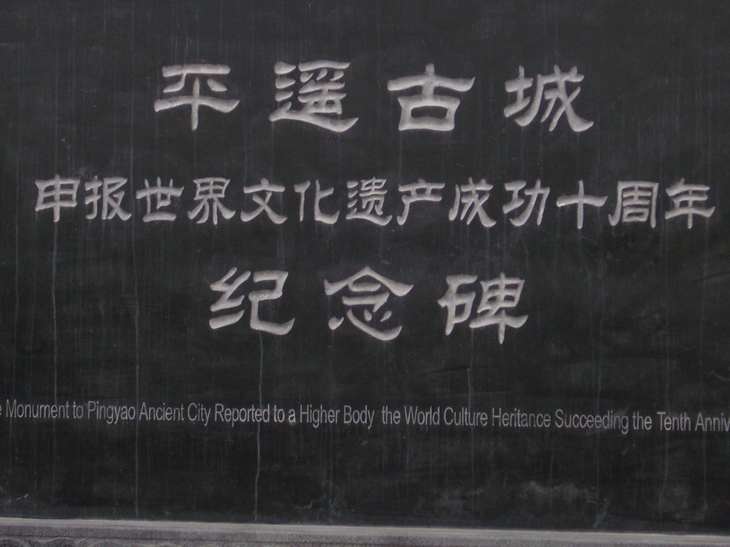 平遥古城
申报世界文化遗产成功十周年
纪念碑
Monument to Pingyao Ancient City Reported to a Higher Body the World Culture Heritance Succeeding the Tenth